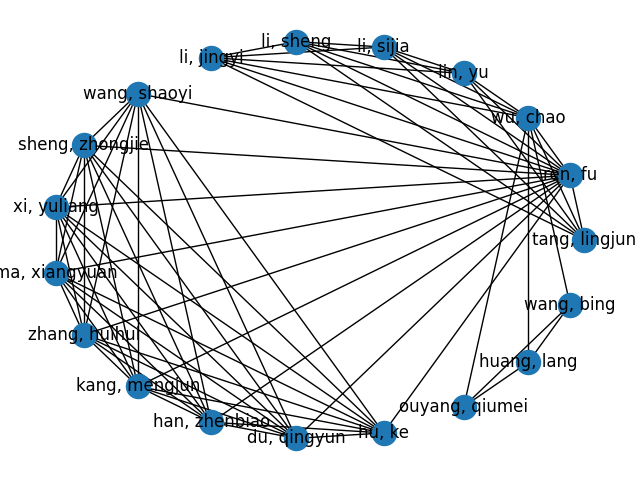 li, sheng
li, sijia
li, jingyi
lin, yu
wang, shaoyi
wu, chao
sheng, zhongjie
ren, fu
xi, yuliang
tang, lingjun
ma, xiangyuan
wang, bing
zhang, huihui
huang, lang
kang, mengjun
ouyang, qiumei
han, zhenbiao
du, qingyun
hu, ke